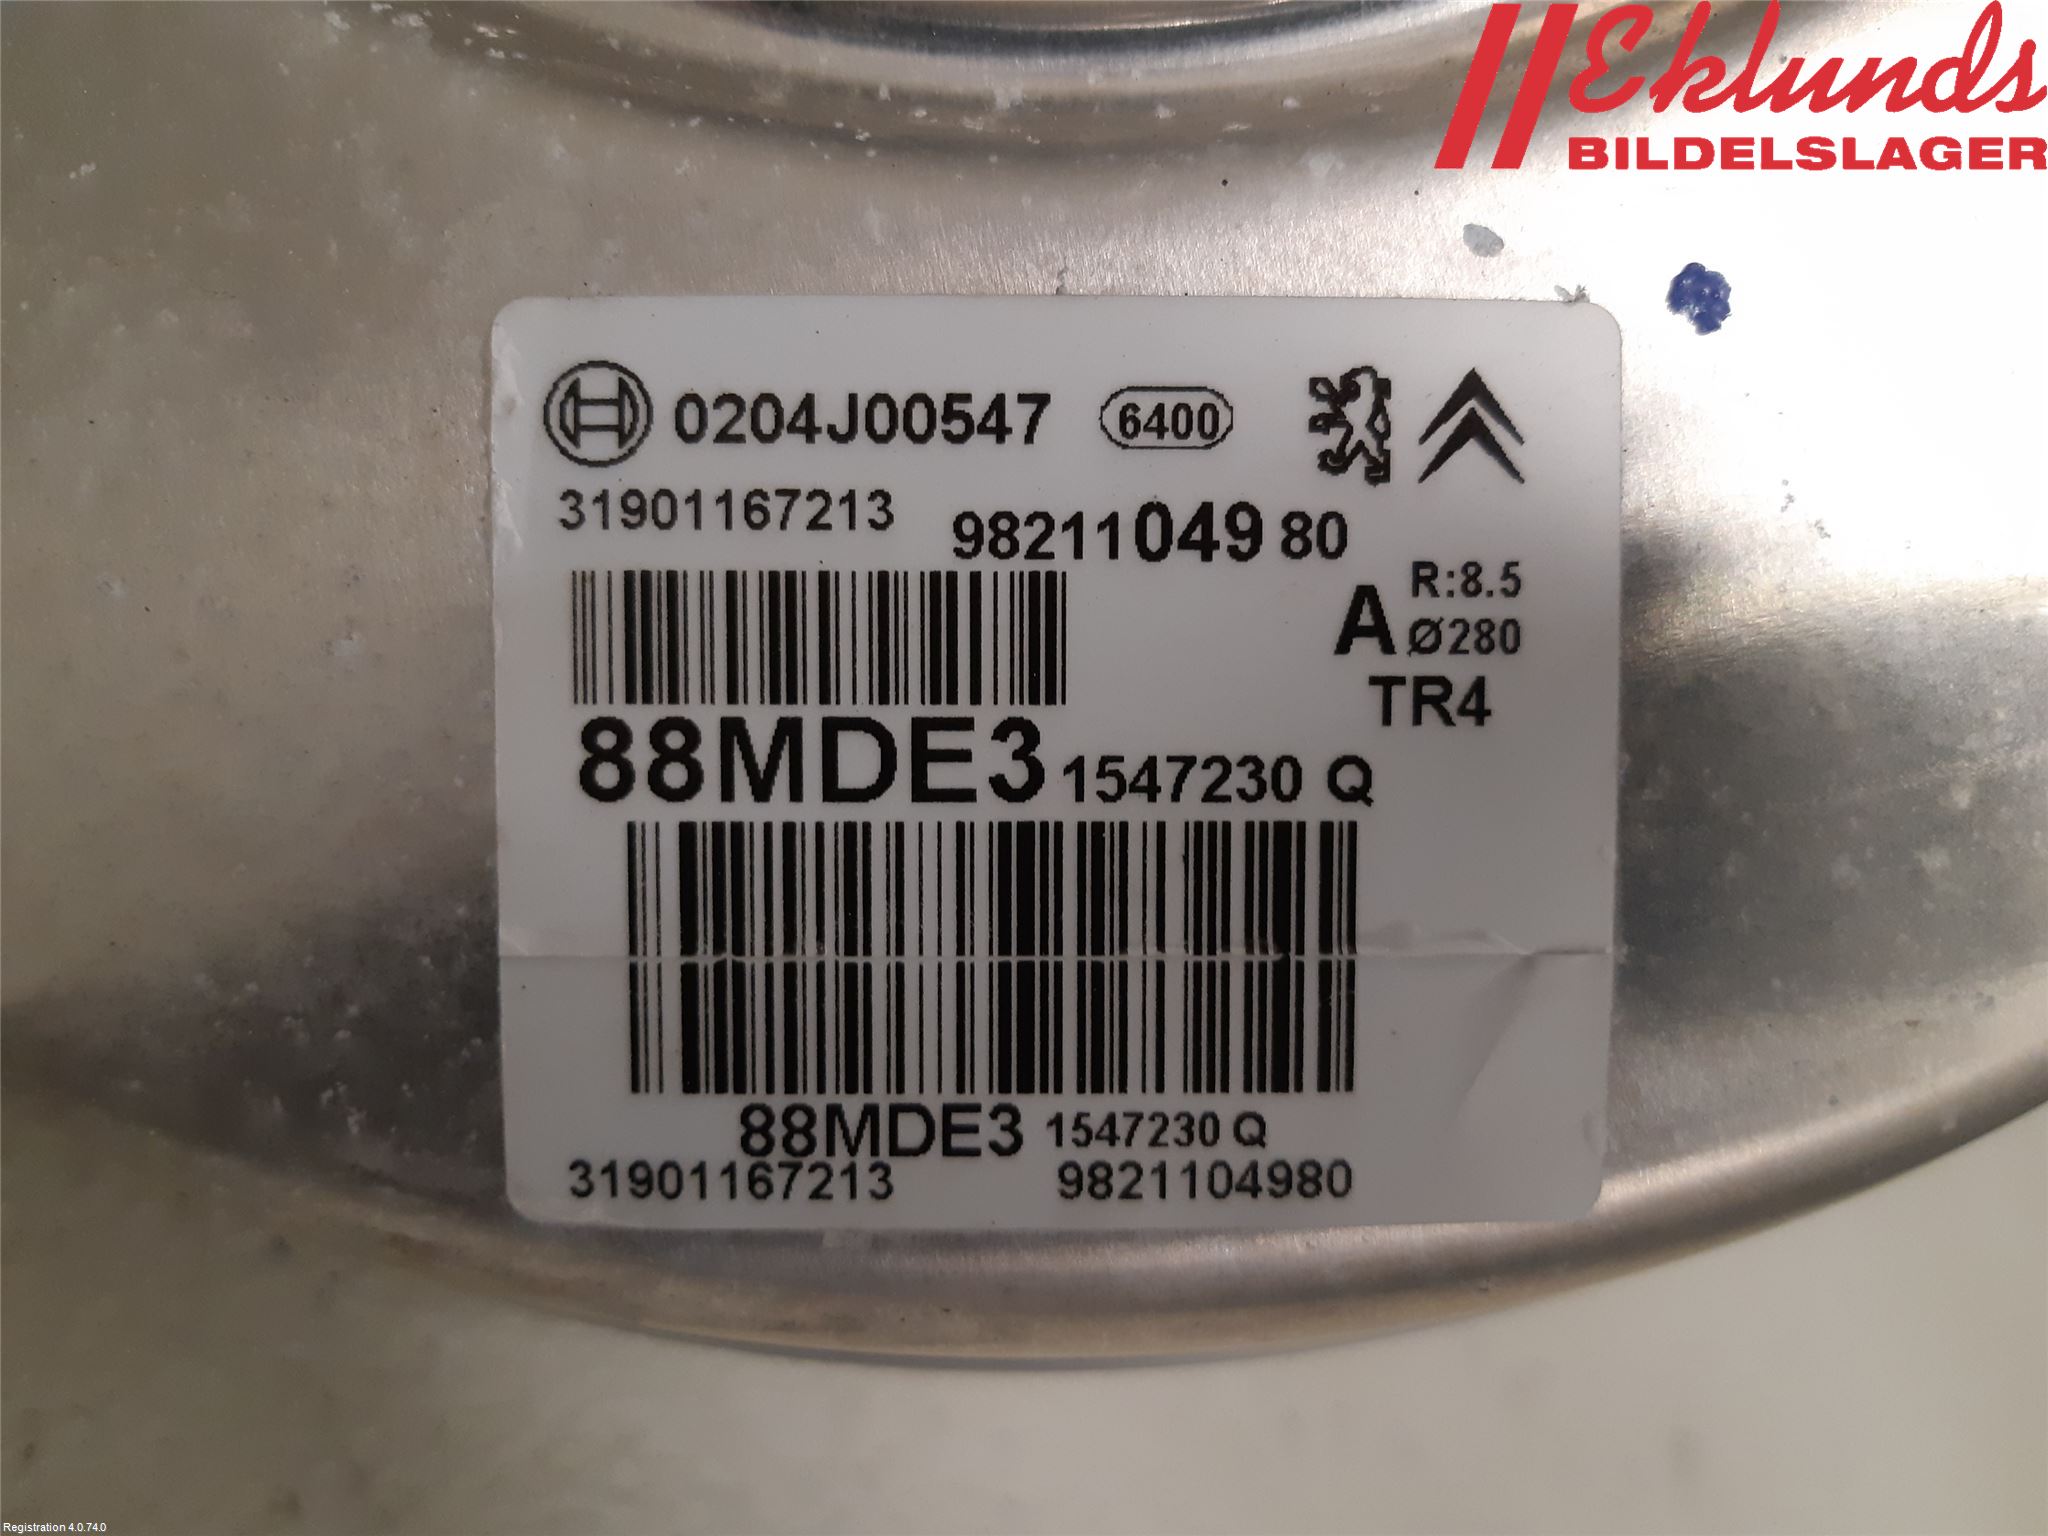 Eklunds
BILDELSLAGER
0204J00547 6400
31901167213 9821104980
R:8.5
A Ø280
TR4
88MDE3 1547230 Q
88MDE3 1547230 Q
31901167213 9821104980
Registration 4.0.74.0